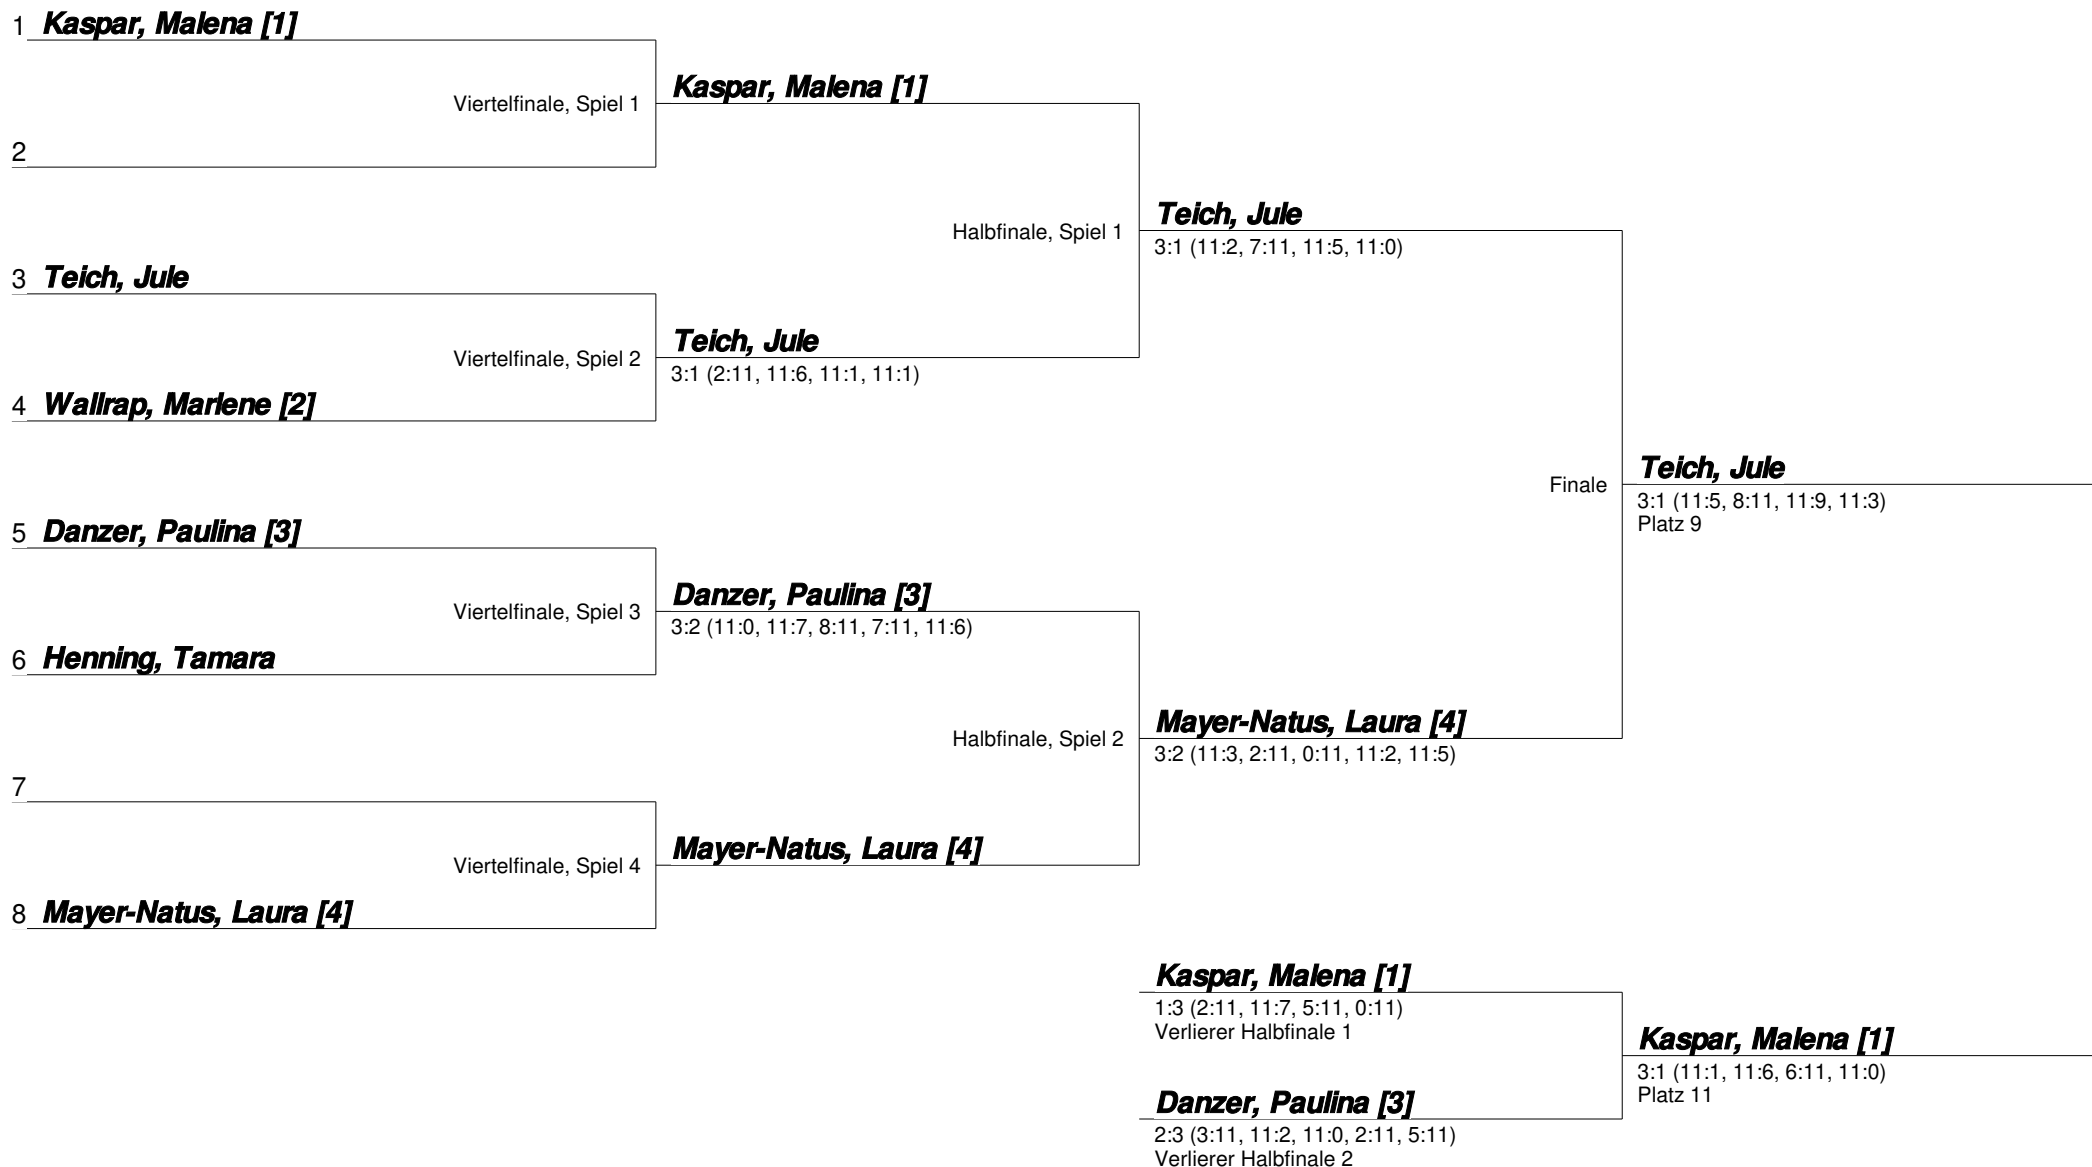 1 Kaspar, Malena [1]
Viertelfinale, Spiel 1
Kaspar, Malena [1]
2
Halbfinale, Spiel 1
Teich, Jule
3:1 (11:2, 7:11, 11:5, 11:0)
3 Teich, Jule
Viertelfinale, Spiel 2
Teich, Jule
3:1 (2:11, 11:6, 11:1, 11:1)
4 Wallrap, Marlene [2]
Finale
Teich, Jule
3:1 (11:5, 8:11, 11:9, 11:3)
Platz 9
5 Danzer, Paulina [3]
Viertelfinale, Spiel 3
Danzer, Paulina [3]
3:2 (11:0, 11:7, 8:11, 7:11, 11:6)
6 Henning, Tamara
Halbfinale, Spiel 2
Mayer-Natus, Laura [4]
3:2 (11:3, 2:11, 0:11, 11:2, 11:5)
7
Viertelfinale, Spiel 4
Mayer-Natus, Laura [4]
8 Mayer-Natus, Laura [4]
Kaspar, Malena [1]
1:3 (2:11, 11:7, 5:11, 0:11)
Verlierer Halbfinale 1
Kaspar, Malena [1]
3:1 (11:1, 11:6, 6:11, 11:0)
Platz 11
Danzer, Paulina [3]
2:3 (3:11, 11:2, 11:0, 2:11, 5:11)
Verlierer Halbfinale 2